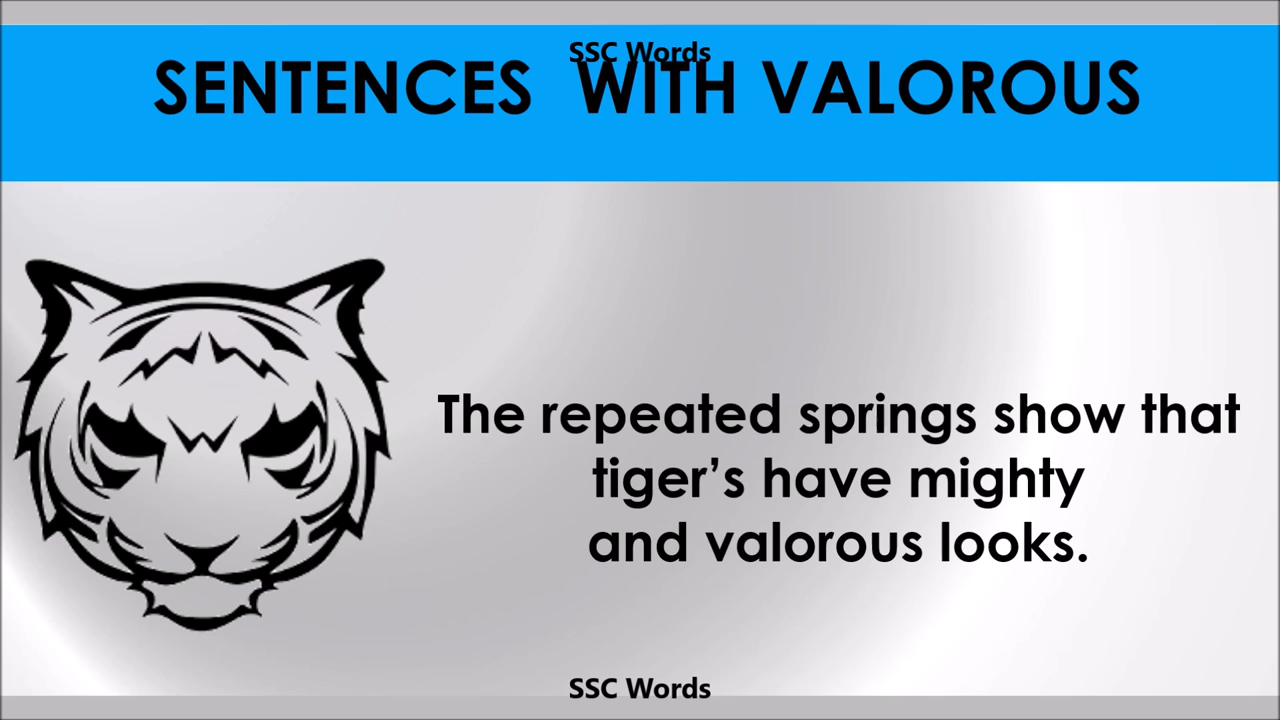 SSC Words
SENTENCES WITH VALOROUS
The repeated springs show that
tiger’s have mighty
and valorous looks.
SSC Words